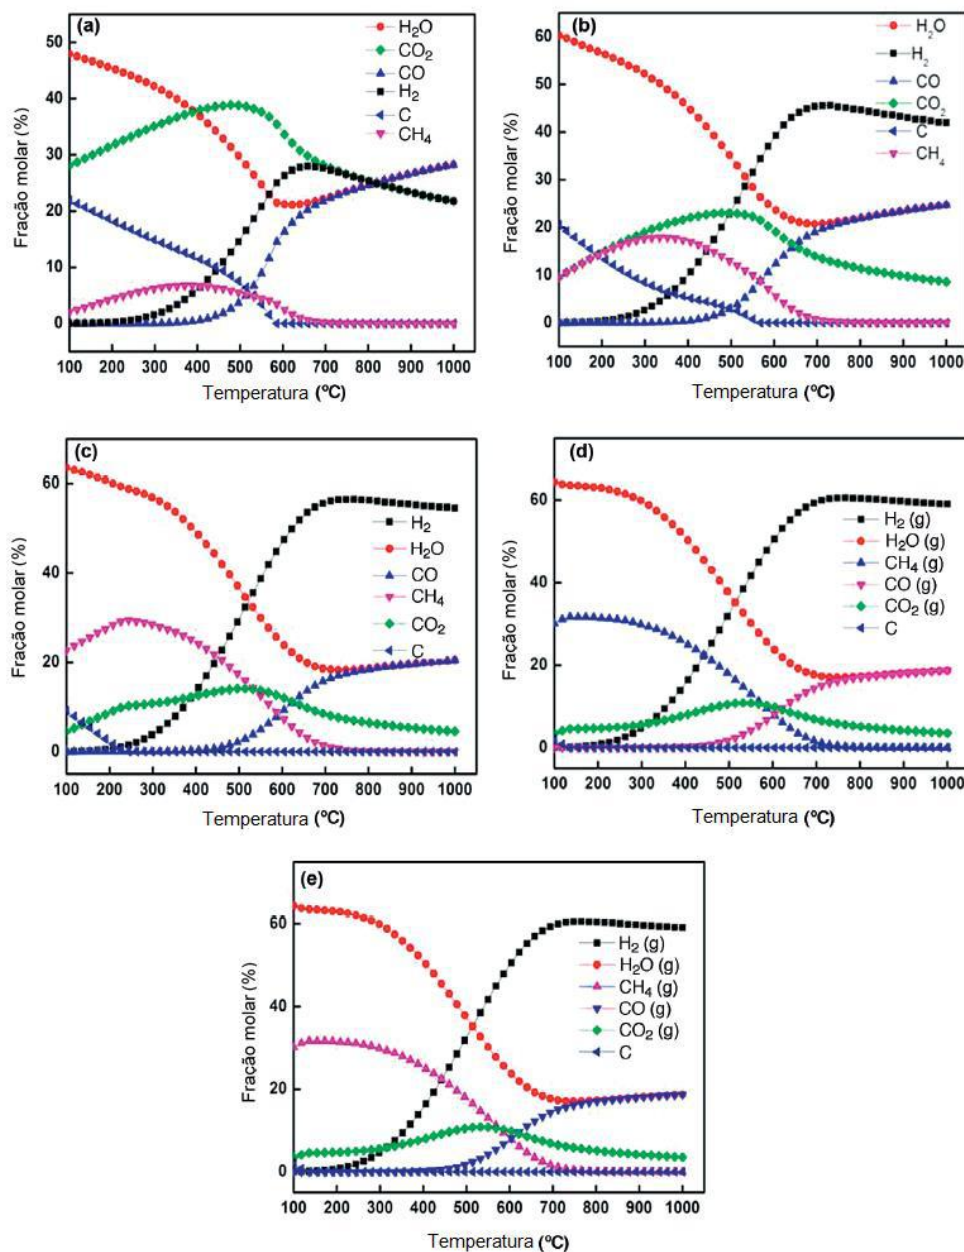 (a)
H₂O
CO₂
CO
H₂
C
CH₄
Fração molar (%)
50
40
30
20
10
0
100 200 300 400 500 600 700 800 900 1000
Temperatura (ºC)
(b)
H₂O
H₂
CO
CO₂
C
CH₄
Fração molar (%)
60
50
40
30
20
10
0
100 200 300 400 500 600 700 800 900 1000
Temperatura (ºC)
(c)
H₂
H₂O
CO
CH₄
CO₂
C
Fração molar (%)
60
40
20
0
100 200 300 400 500 600 700 800 900 1000
Temperatura (ºC)
(d)
H₂ (g)
H₂O (g)
CH₄ (g)
CO (g)
CO₂ (g)
C
Fração molar (%)
60
40
20
0
100 200 300 400 500 600 700 800 900 1000
Temperatura (ºC)
(e)
H₂ (g)
H₂O (g)
CH₄ (g)
CO (g)
CO₂ (g)
C
Fração molar (%)
60
40
20
0
100 200 300 400 500 600 700 800 900 1000
Temperatura (ºC)